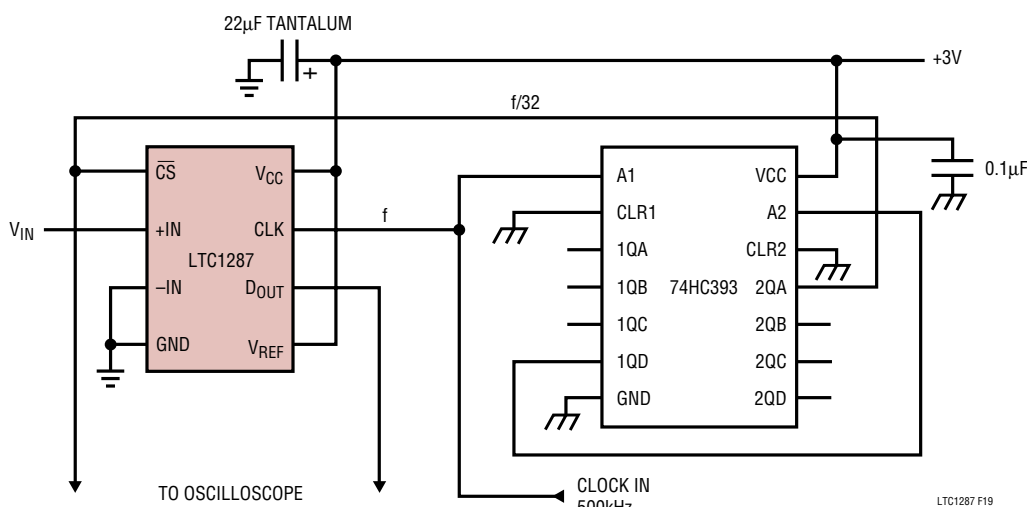 22µF TANTALUM
+
+3V
f/32
CS
VCC
A1
VCC
0.1µF
VIN
+IN
CLK
f
CLR1
A2
LTC1287
1QA
CLR2
–IN
DOUT
1QB
74HC393
2QA
1QC
2QB
GND
VREF
1QD
2QC
GND
2QD
TO OSCILLOSCOPE
CLOCK IN
500kHz
LTC1287 F19